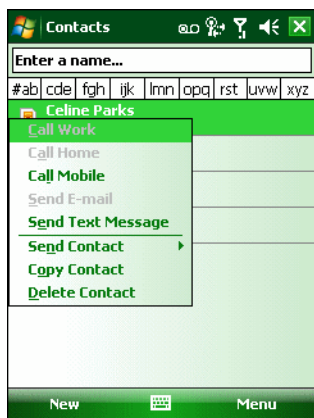 Contacts
Enter a name...
#ab cde fgh ijk lmn opq rst uvw xyz
Celine Parks
Call Work
Call Home
Call Mobile
Send E-mail
Send Text Message
Send Contact
Copy Contact
Delete Contact
New Menu